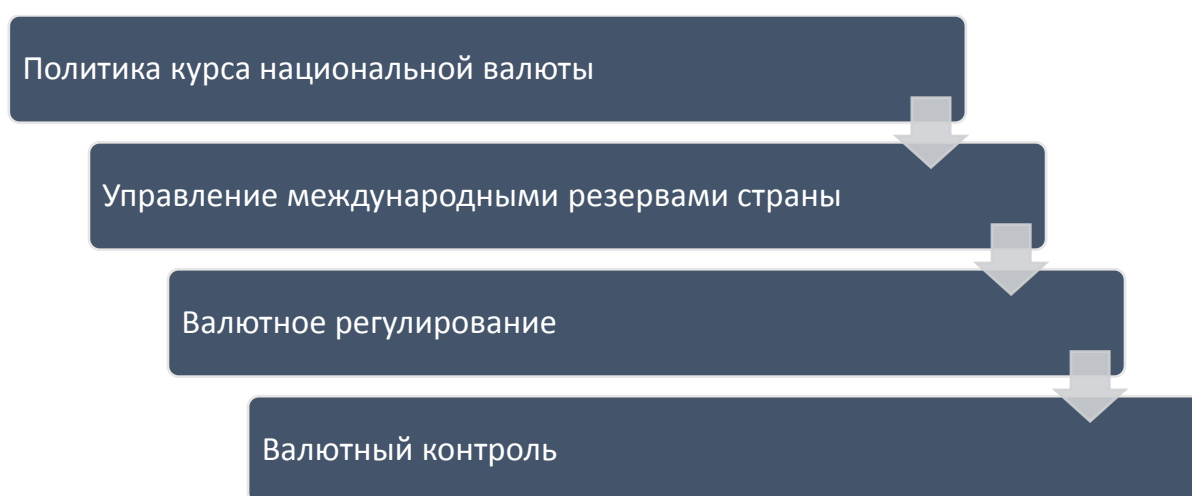 Политика курса национальной валюты
Управление международными резервами страны
Валютное регулирование
Валютный контроль